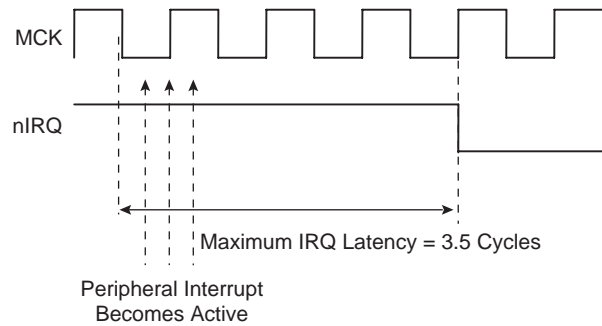 MCK
nIRQ
Maximum IRQ Latency = 3.5 Cycles
Peripheral Interrupt
Becomes Active